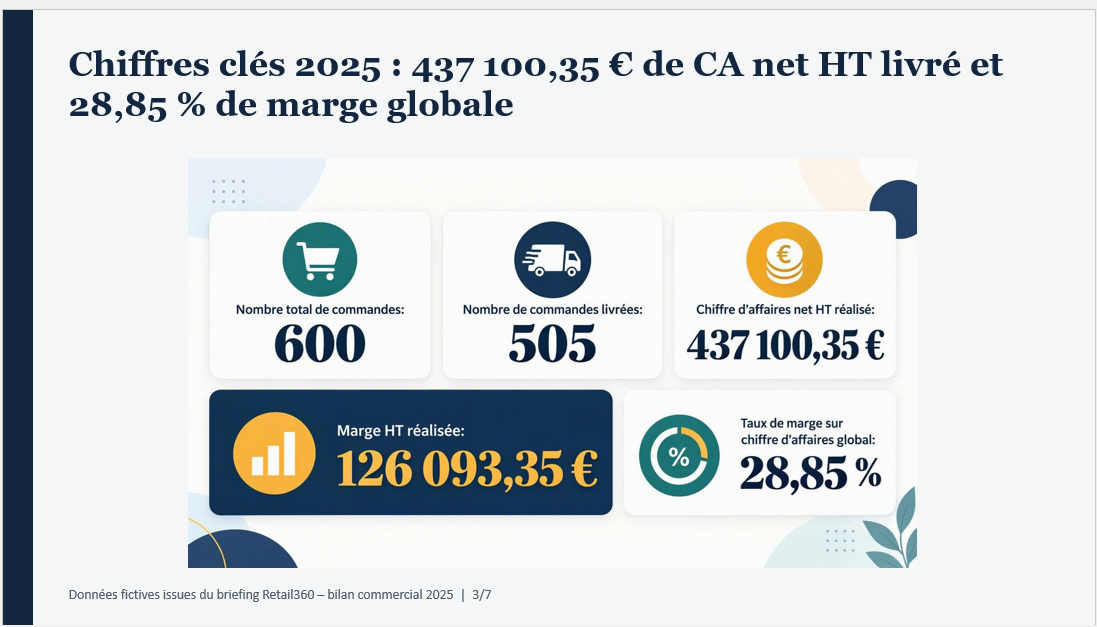 Chiffres clés 2025 : 437 100,35 € de CA net HT livré et
28,85 % de marge globale
Nombre total de commandes:
600
Nombre de commandes livrées:
505
€
Chiffre d'affaires net HT réalisé:
437 100,35 €
Marge HT réalisée:
126 093,35 €
%
Taux de marge sur
chiffre d'affaires global:
28,85 %
Données fictives issues du briefing Retail360 – bilan commercial 2025 | 3/7